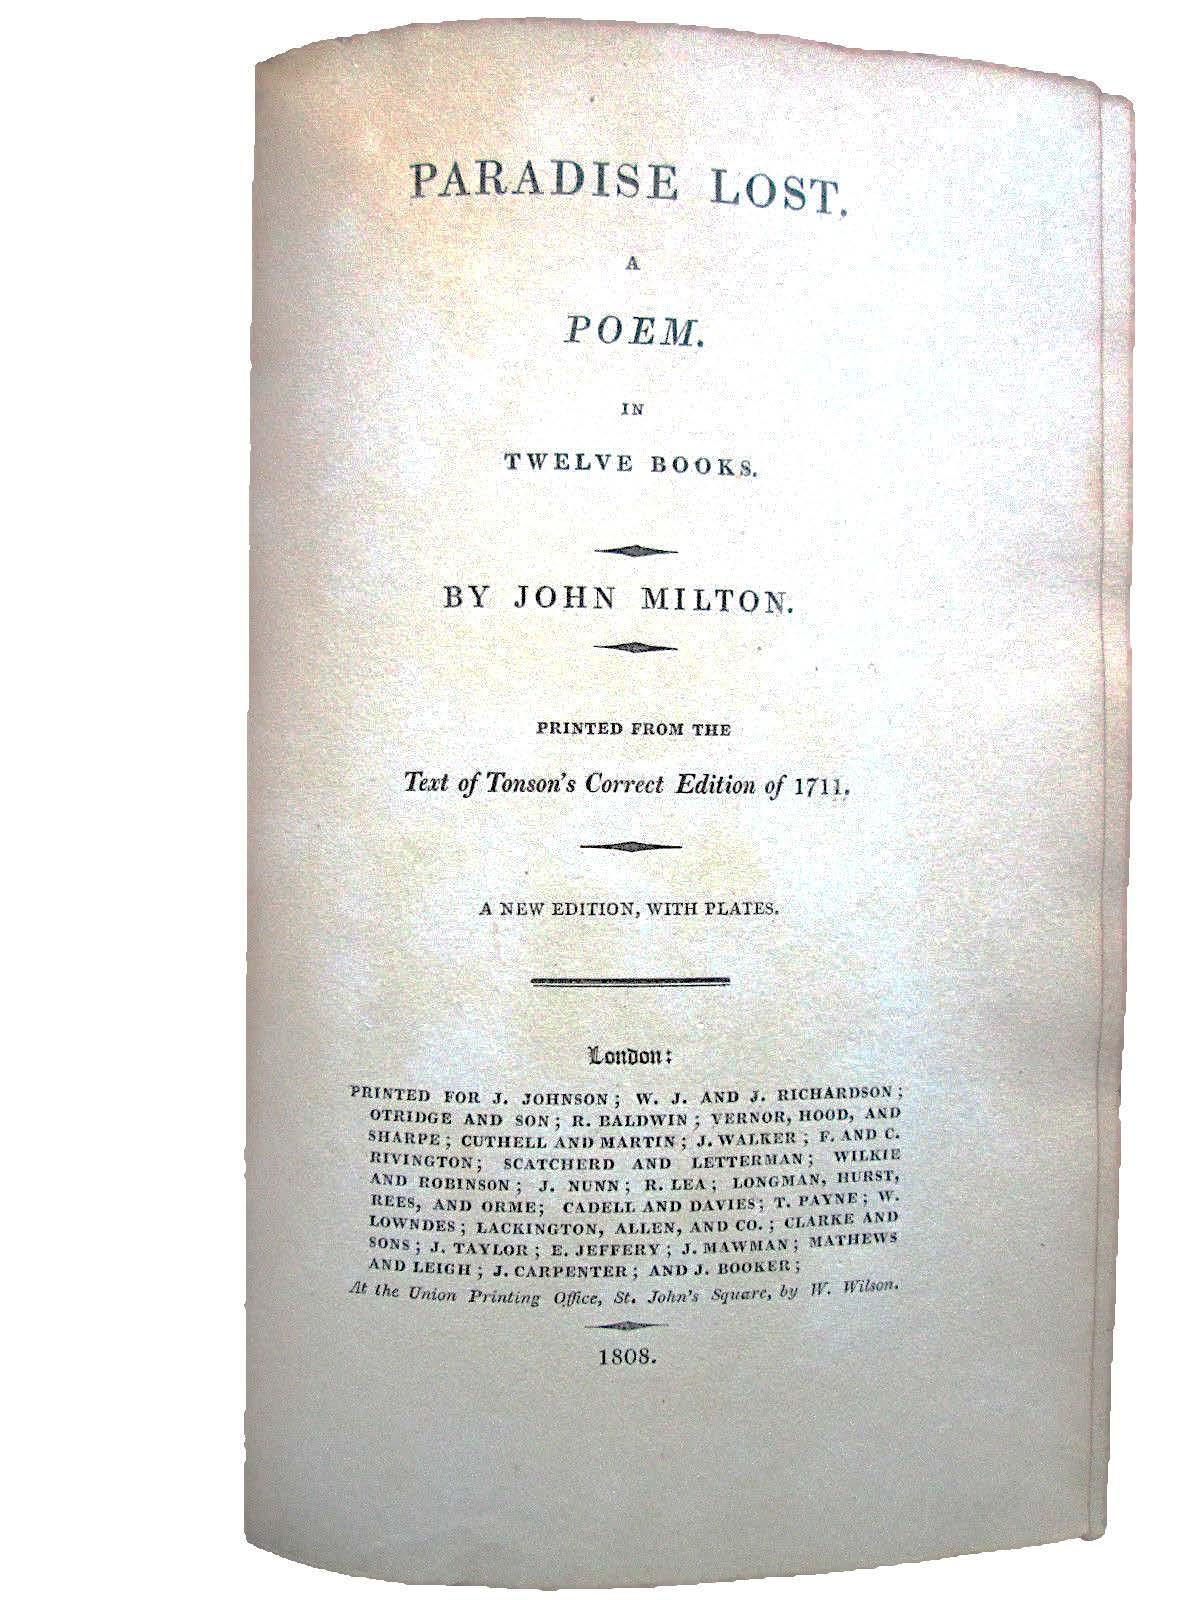 PARADISE LOST.
A
POEM.
IN
TWELVE BOOKS.
BY JOHN MILTON.
PRINTED FROM THE
Text of Tonson's Correct Edition of 1711.
A NEW EDITION, WITH PLATES.
London:
PRINTED FOR J. JOHNSON; W. J. AND J. RICHARDSON;
OTRIDGE AND SON; R. BALDWIN; VERNOR, HOOD, AND
SHARPE; CUTHELL AND MARTIN; J. WALKER; F. AND C.
RIVINGTON; SCATCHERD AND LETTERMAN; WILKIE
AND ROBINSON; J. NUNN; R. LEA; LONGMAN, HURST,
REES, AND ORME; CADELL AND DAVIES; T. PAYNE; W.
LOWNDES; LACKINGTON, ALLEN, AND CO.; CLARKE AND
SONS; J. TAYLOR; E. JEFFERY; J. MAWMAN; MATHEWS
AND LEIGH; J. CARPENTER; AND J. BOOKER;
At the Union Printing Office, St. John's Square, by W. Wilson.
1808.